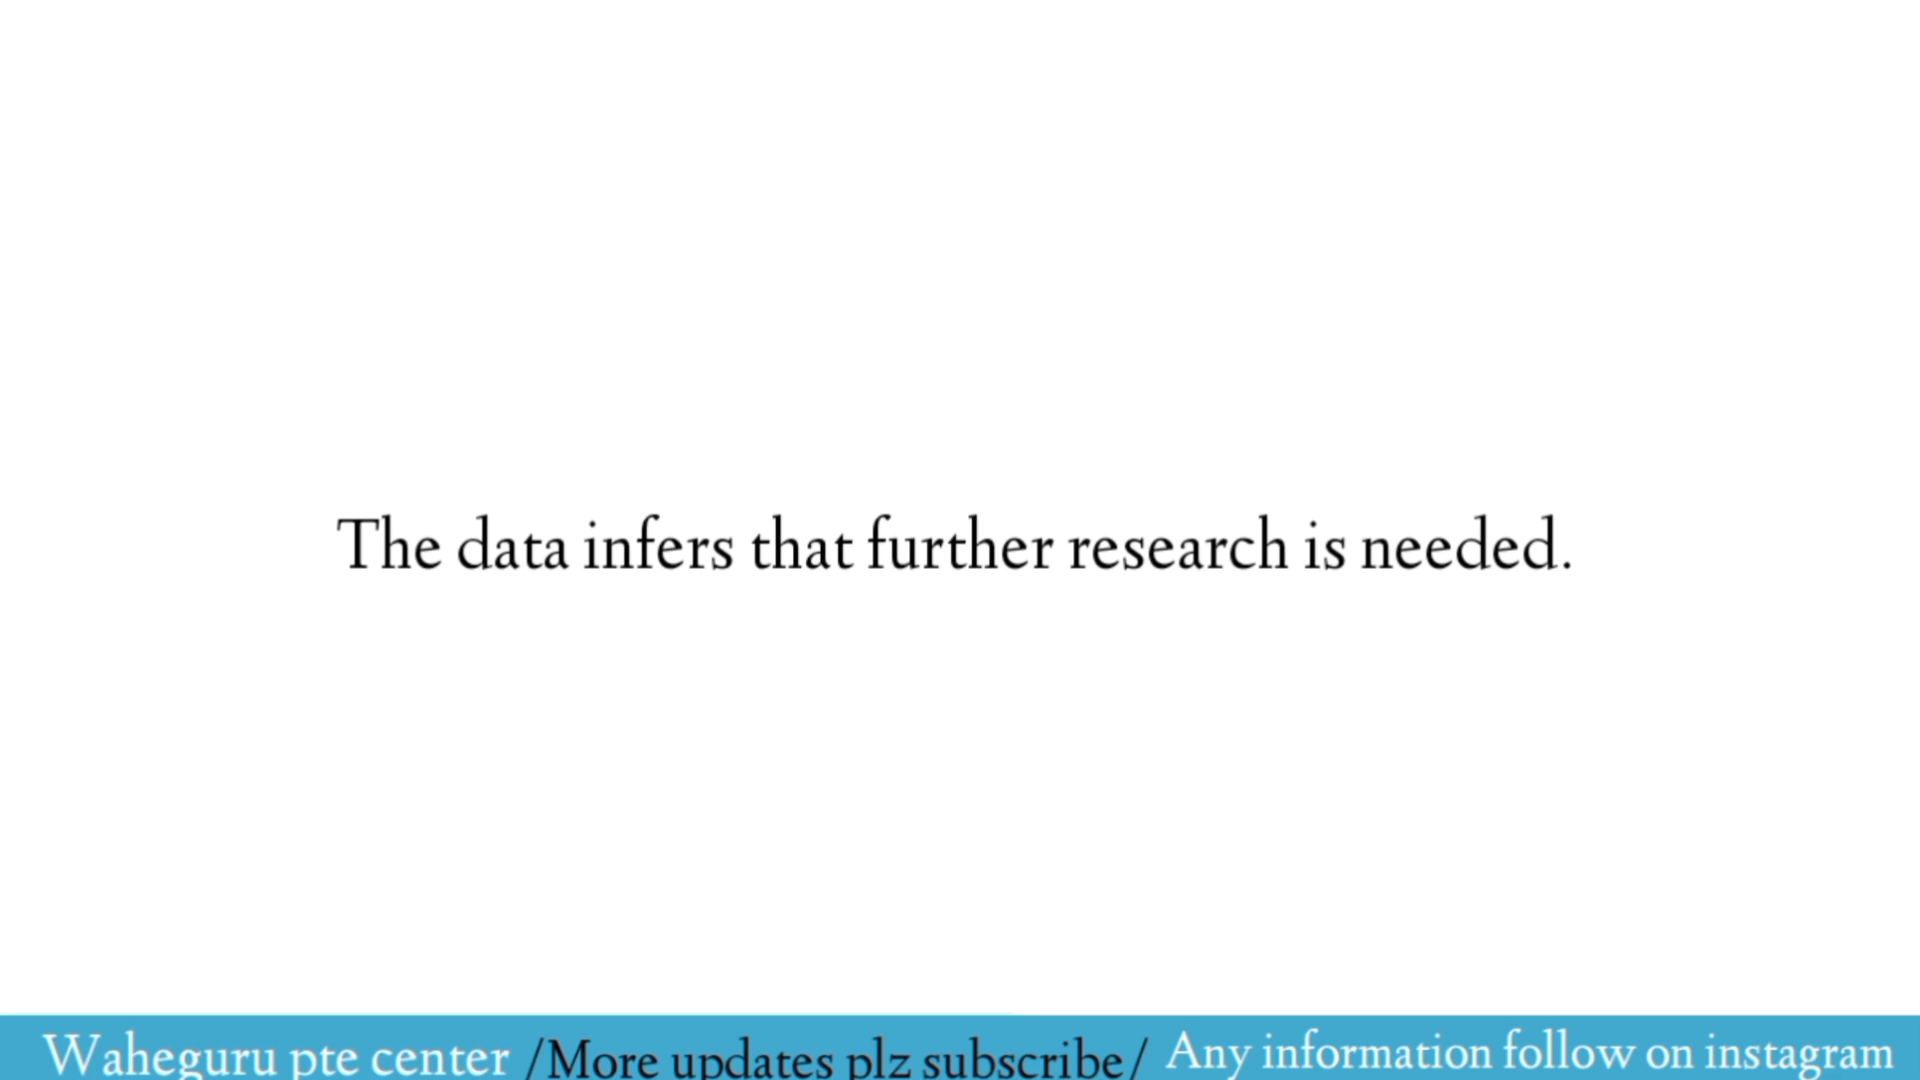 The data infers that further research is needed.
Waheguru pte center /More updates plz subscribe/ Any information follow on instagram